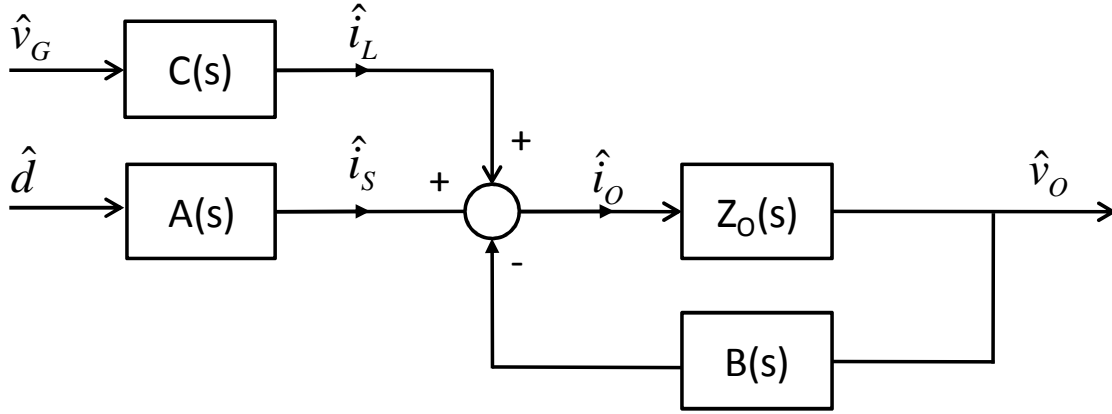 v̂_G
C(s)
î_L
+
d̂
A(s)
î_S
+
î_O
Z_O(s)
v̂_O
-
B(s)